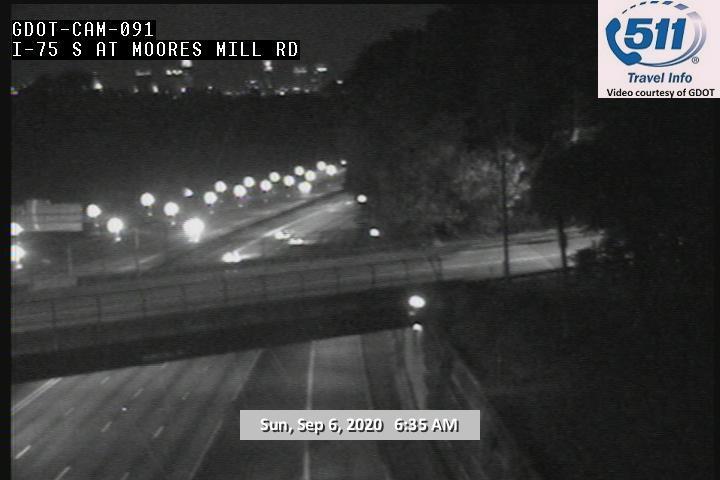 GDOT-CAM-091
I-75 S AT MOORES MILL RD
511
®
Travel Info
Video courtesy of GDOT
Sun, Sep 6, 2020 6:35 AM